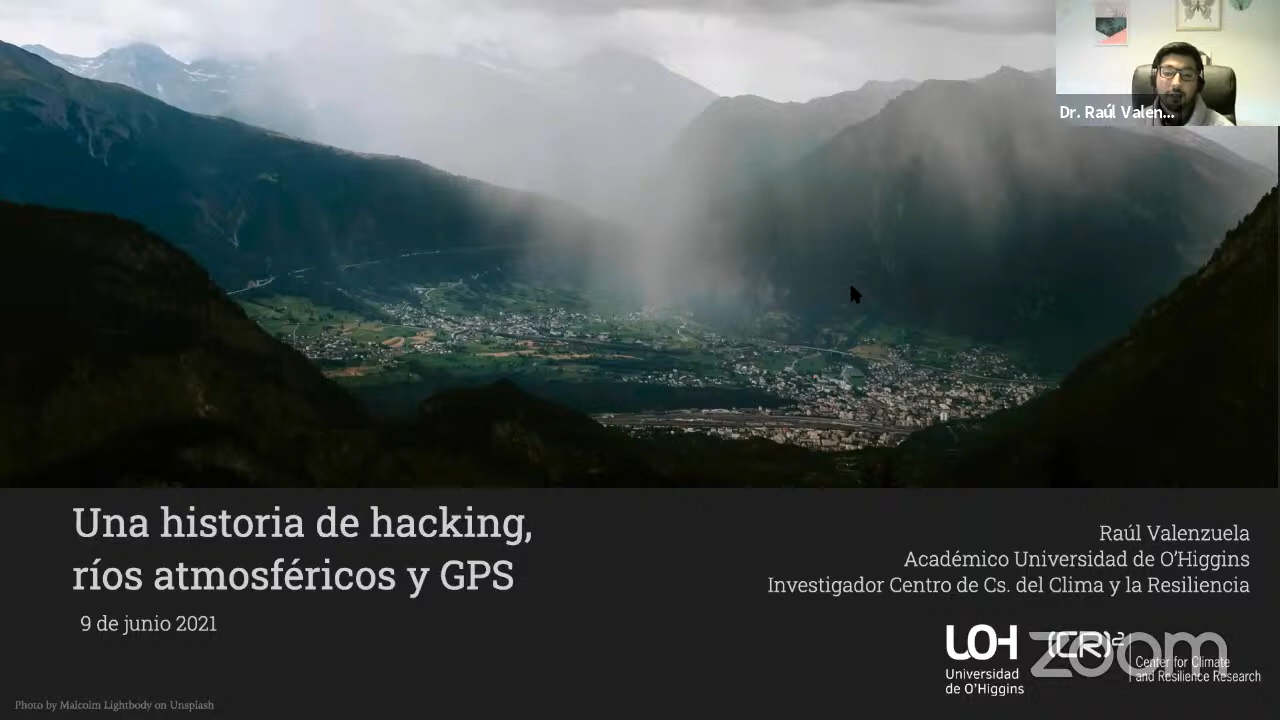 Dr. Raúl Valen...
Una historia de hacking,
ríos atmosféricos y GPS
9 de junio 2021
Raúl Valenzuela
Académico Universidad de O'Higgins
Investigador Centro de Cs. del Clima y la Resiliencia
UOH
Universidad
de O'Higgins
(CR)²
Center for Climate
and Resilience Research
zoom
Photo by Malcolm Lightbody on Unsplash